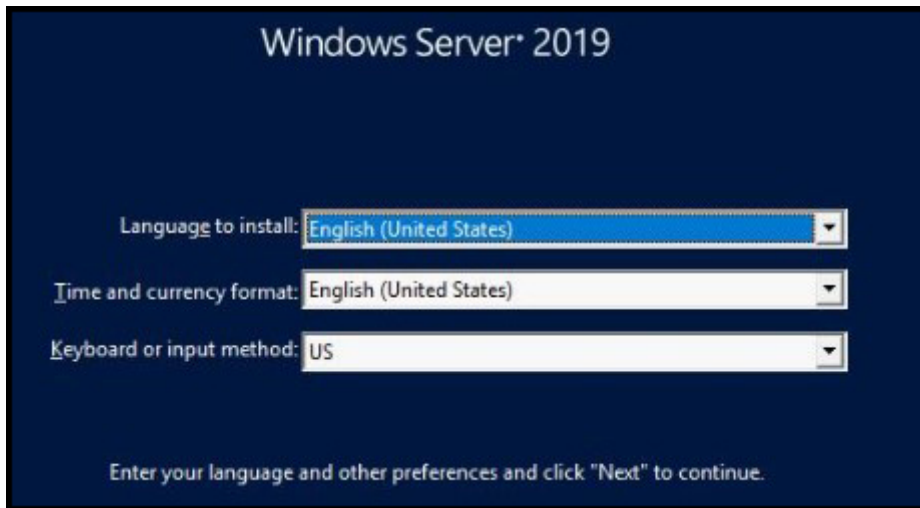 Windows Server® 2019
Language to install: English (United States)
Time and currency format: English (United States)
Keyboard or input method: US
Enter your language and other preferences and click "Next" to continue.